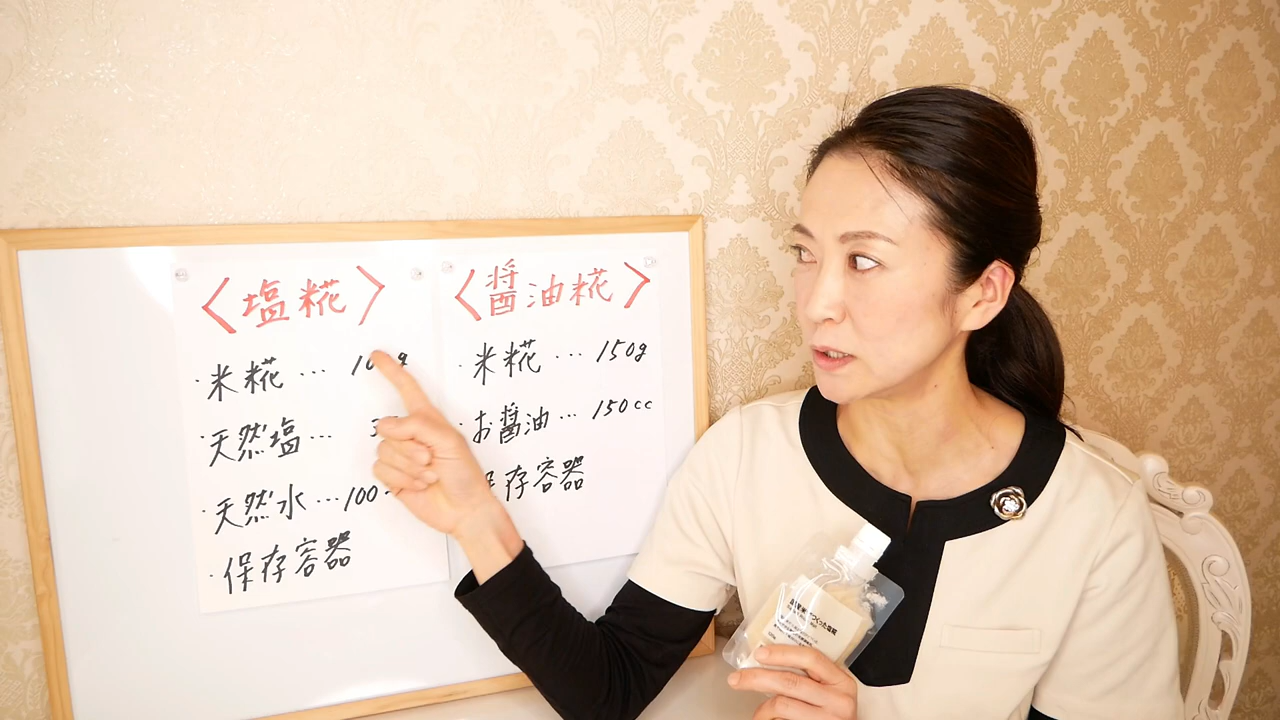 〈塩糀〉
・米糀… 10 g
・天然塩… 3
・天然水…100
・保存容器
〈醤油糀〉
・米糀… 150g
・お醤油… 150cc
存容器